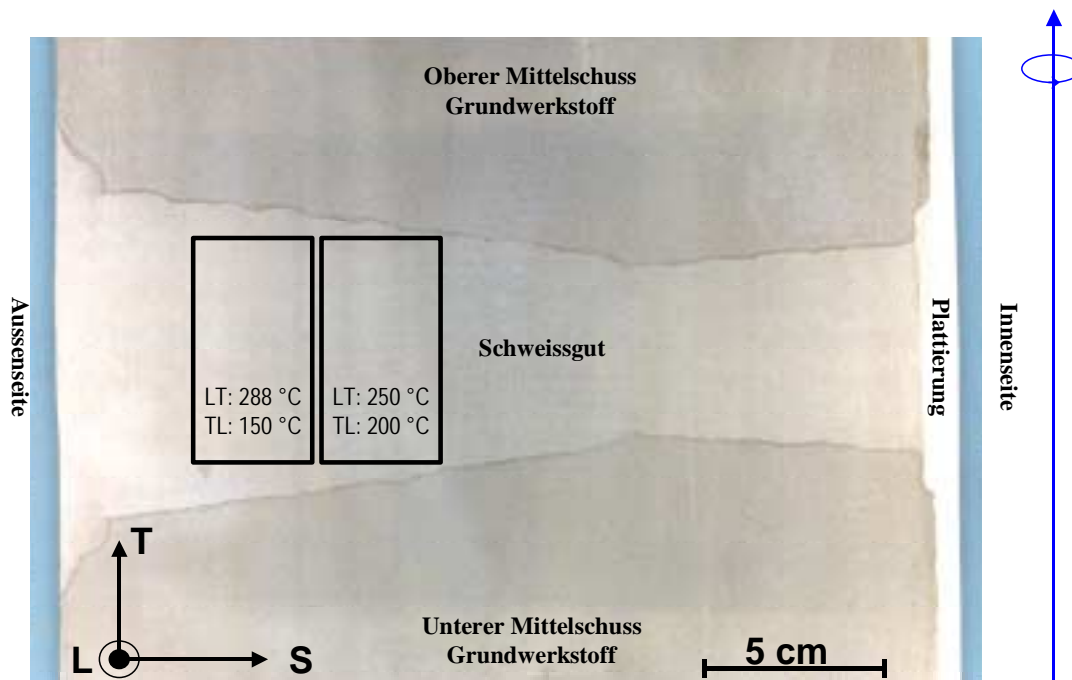 Oberer Mittelschuss
Grundwerkstoff
Aussenseite
Schweissgut
Plattierung
Innenseite
LT: 288 °C
TL: 150 °C
LT: 250 °C
TL: 200 °C
T
L
S
Unterer Mittelschuss
Grundwerkstoff
5 cm